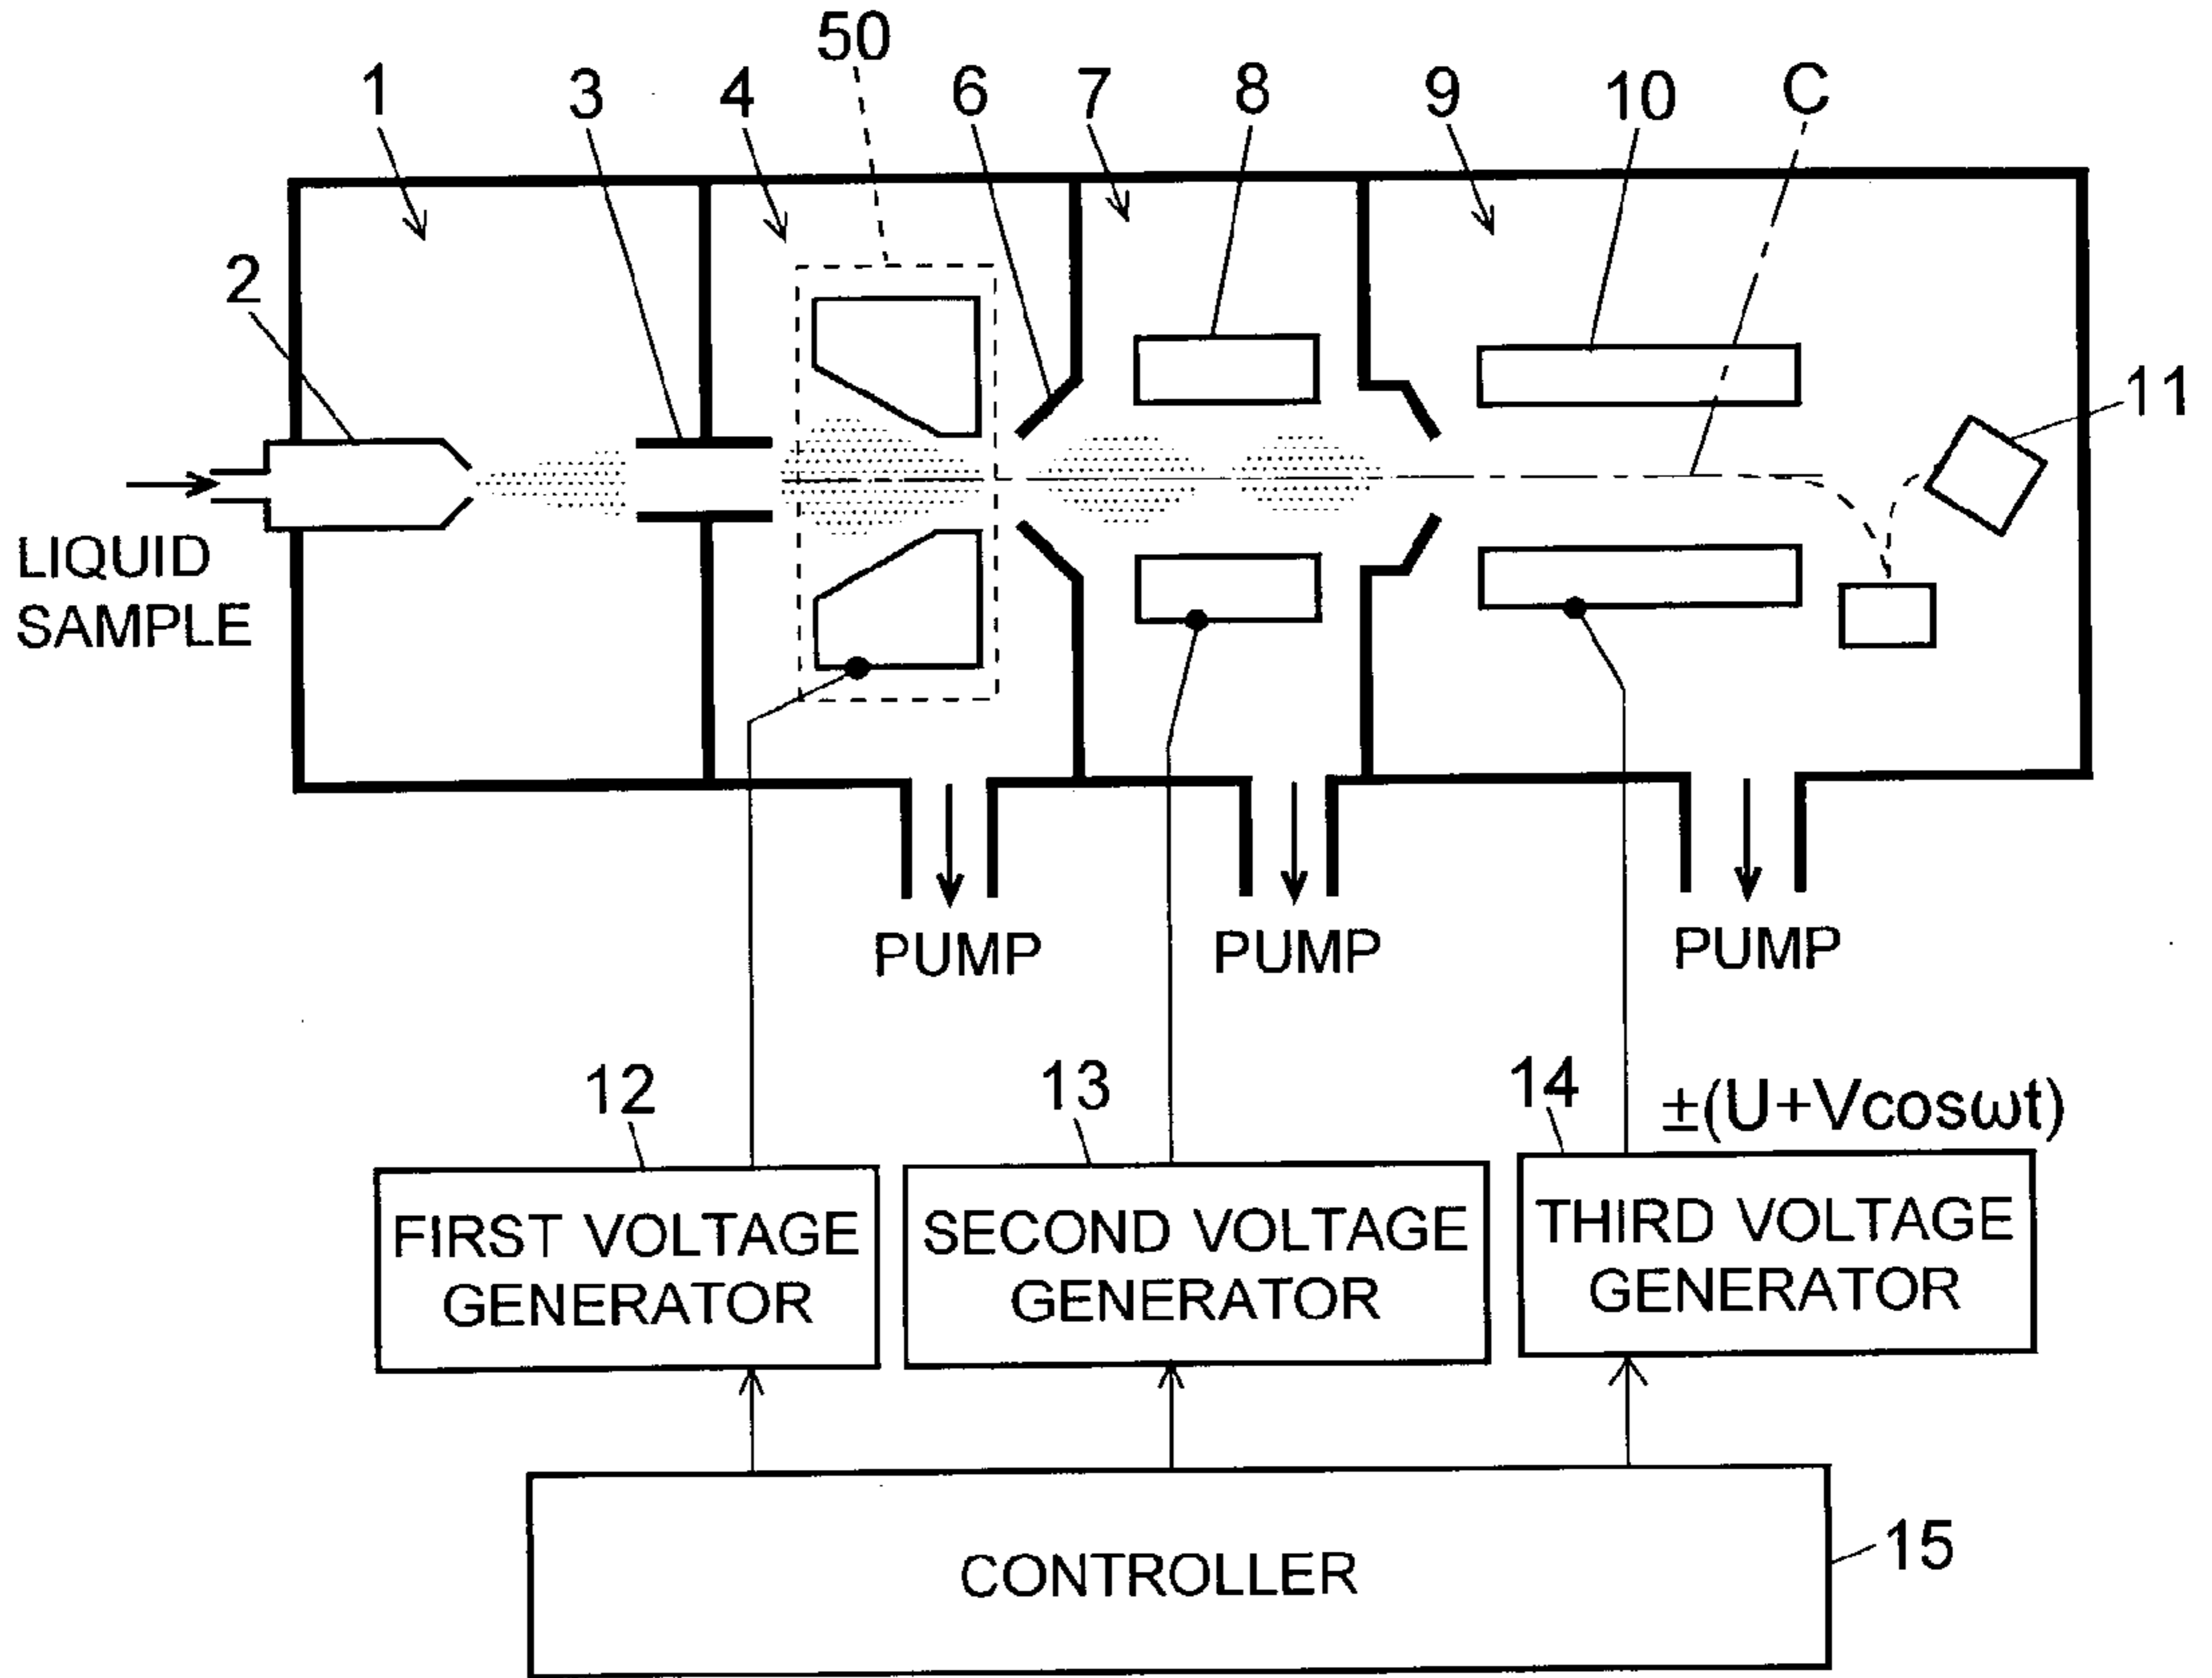 50
1
3
4
6
7
8
9
10
C
2
11
LIQUID
SAMPLE
PUMP
PUMP
PUMP
12
13
14
±(U+Vcosωt)
FIRST VOLTAGE
GENERATOR
SECOND VOLTAGE
GENERATOR
THIRD VOLTAGE
GENERATOR
CONTROLLER
15